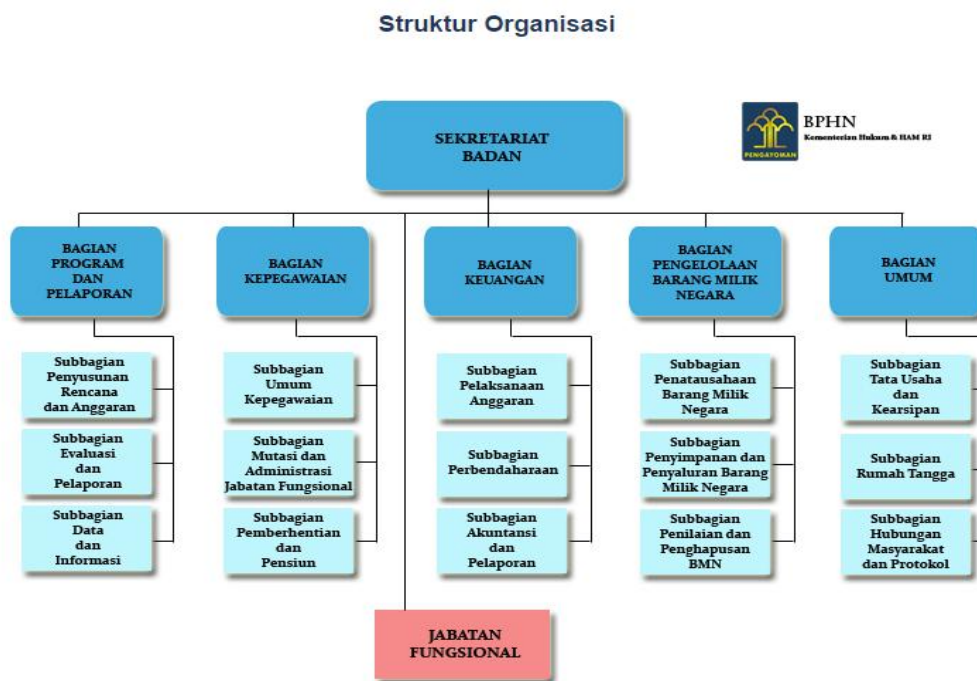 Struktur Organisasi
SEKRETARIAT
BADAN
BPHN
Kementerian Hukum & HAM RI
PENGAYOMAN
BAGIAN
PROGRAM
DAN
PELAPORAN
BAGIAN
KEPEGAWAIAN
BAGIAN
KEUANGAN
BAGIAN
PENGELOLAAN
BARANG MILIK
NEGARA
BAGIAN
UMUM
Subbagian
Penyusunan
Rencana
dan Anggaran
Subbagian
Umum
Kepegawaian
Subbagian
Pelaksanaan
Anggaran
Subbagian
Penatausahaan
Barang Milik
Negara
Subbagian
Tata Usaha
dan
Kearsipan
Subbagian
Evaluasi
dan
Pelaporan
Subbagian
Mutasi dan
Administrasi
Jabatan Fungsional
Subbagian
Perbendaharaan
Subbagian
Penyimpanan dan
Penyaluran Barang
Milik Negara
Subbagian
Rumah Tangga
Subbagian
Data
dan
Informasi
Subbagian
Pemberhentian
dan
Pensiun
Subbagian
Akuntansi
dan
Pelaporan
Subbagian
Penilaian dan
Penghapusan
BMN
Subbagian
Hubungan
Masyarakat
dan Protokol
JABATAN
FUNGSIONAL